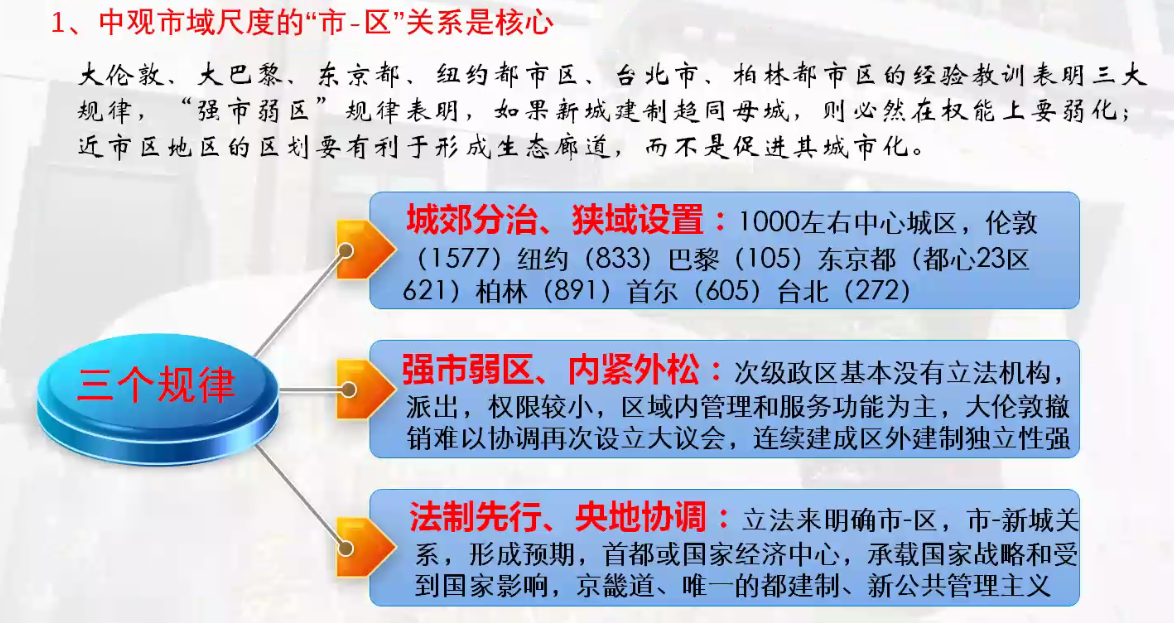 1、中观市域尺度的“市-区”关系是核心
大伦敦、大巴黎、东京都、纽约都市区、台北市、柏林都市区的经验教训表明三大
规律，“强市弱区”规律表明，如果新城建制趋同母城，则必然在权能上要弱化；
近市区地区的区划要有利于形成生态廊道，而不是促进其城市化。
三个规律
城郊分治、狭域设置：1000左右中心城区，伦敦
（1577）纽约（833）巴黎（105）东京都（都心23区
621）柏林（891）首尔（605）台北（272）
强市弱区、内紧外松：次级政区基本没有立法机构，
派出，权限较小，区域内管理和服务功能为主，大伦敦撤
销难以协调再次设立大议会，连续建成区外建制独立性强
法制先行、央地协调：立法来明确市-区，市-新城关
系，形成预期，首都或国家经济中心，承载国家战略和受
到国家影响，京畿道、唯一的都建制、新公共管理主义